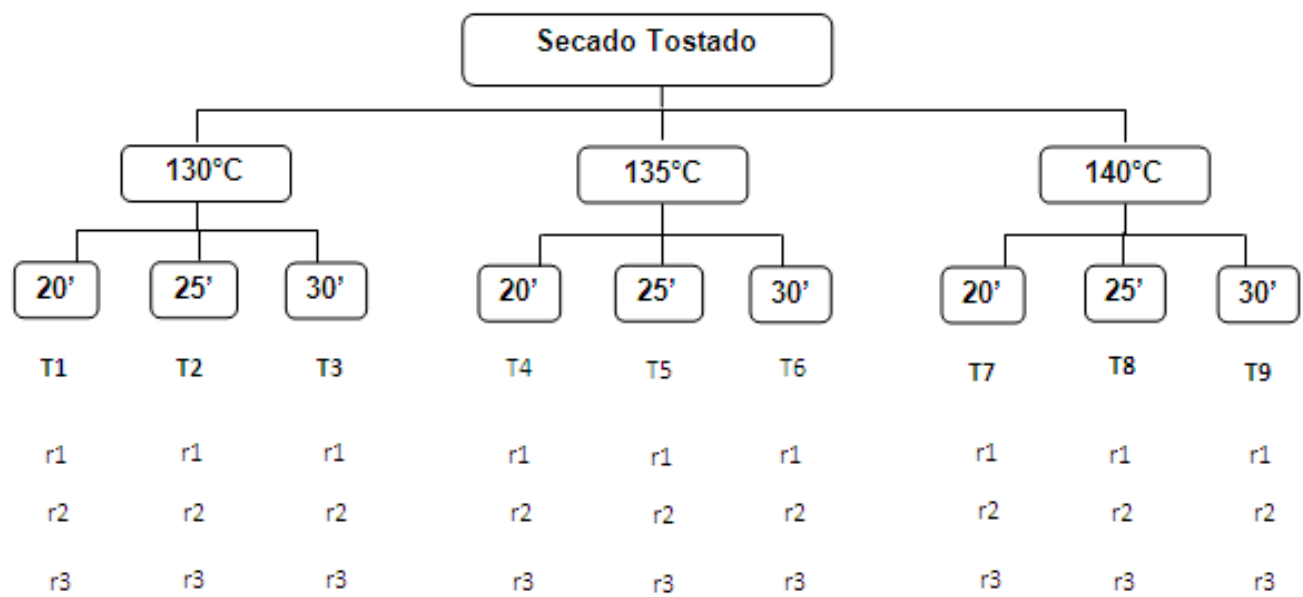 Secado Tostado
130°C 135°C 140°C
20’ 25’ 30’ 20’ 25’ 30’ 20’ 25’ 30’
T1 T2 T3 T4 T5 T6 T7 T8 T9
r1 r1 r1 r1 r1 r1 r1 r1 r1
r2 r2 r2 r2 r2 r2 r2 r2 r2
r3 r3 r3 r3 r3 r3 r3 r3 r3